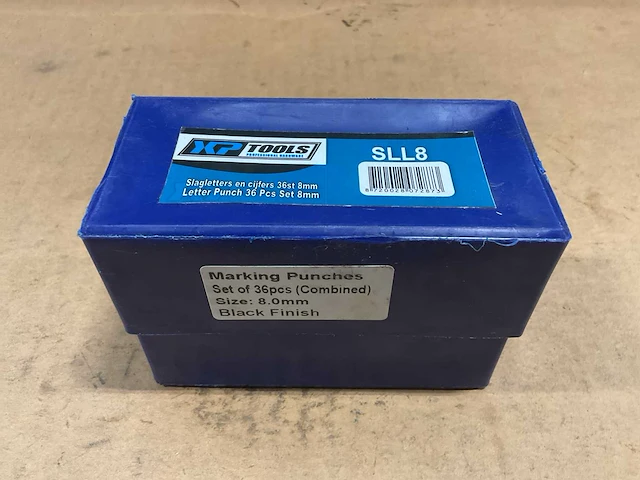 XP TOOLS
PROFESSIONAL HARDWARE
SLL8
Slagletters en cijfers 36st 8mm
Letter Punch 36 Pcs Set 8mm
8720028072873
Marking Punches
Set of 36pcs (Combined)
Size: 8.0mm
Black Finish